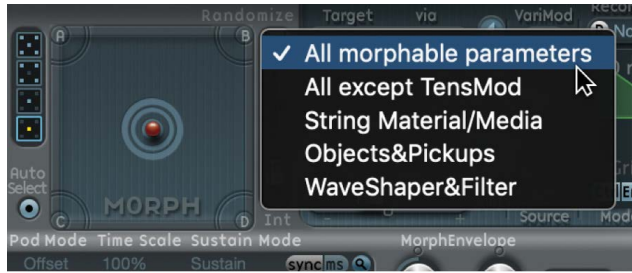 Randomize Target via VariMod
A B
✓ All morphable parameters
All except TensMod
String Material/Media
Objects&Pickups
WaveShaper&Filter
Auto
Select
MORPH
C D Int - + Source
Pod Mode Time Scale Sustain Mode MorphEnvelope
Offset 100% Sustain sync ms